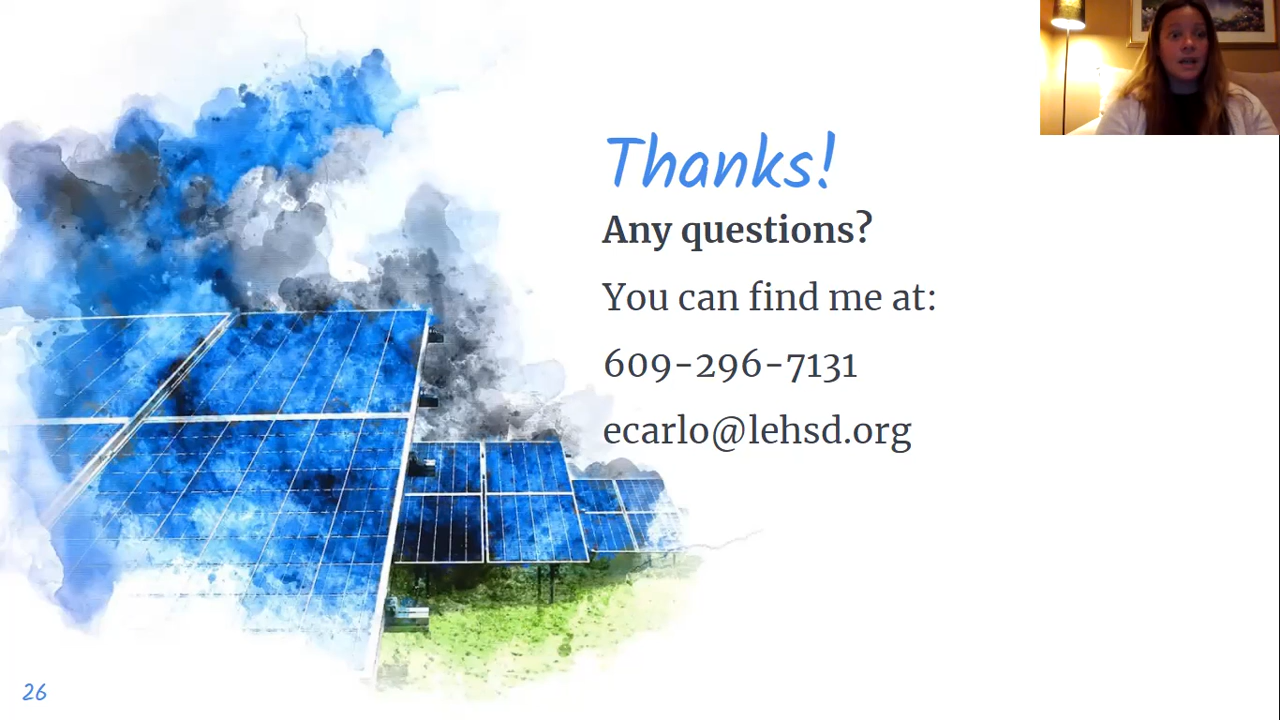 Thanks!
Any questions?
You can find me at:
609-296-7131
ecarlo@lehsd.org
26